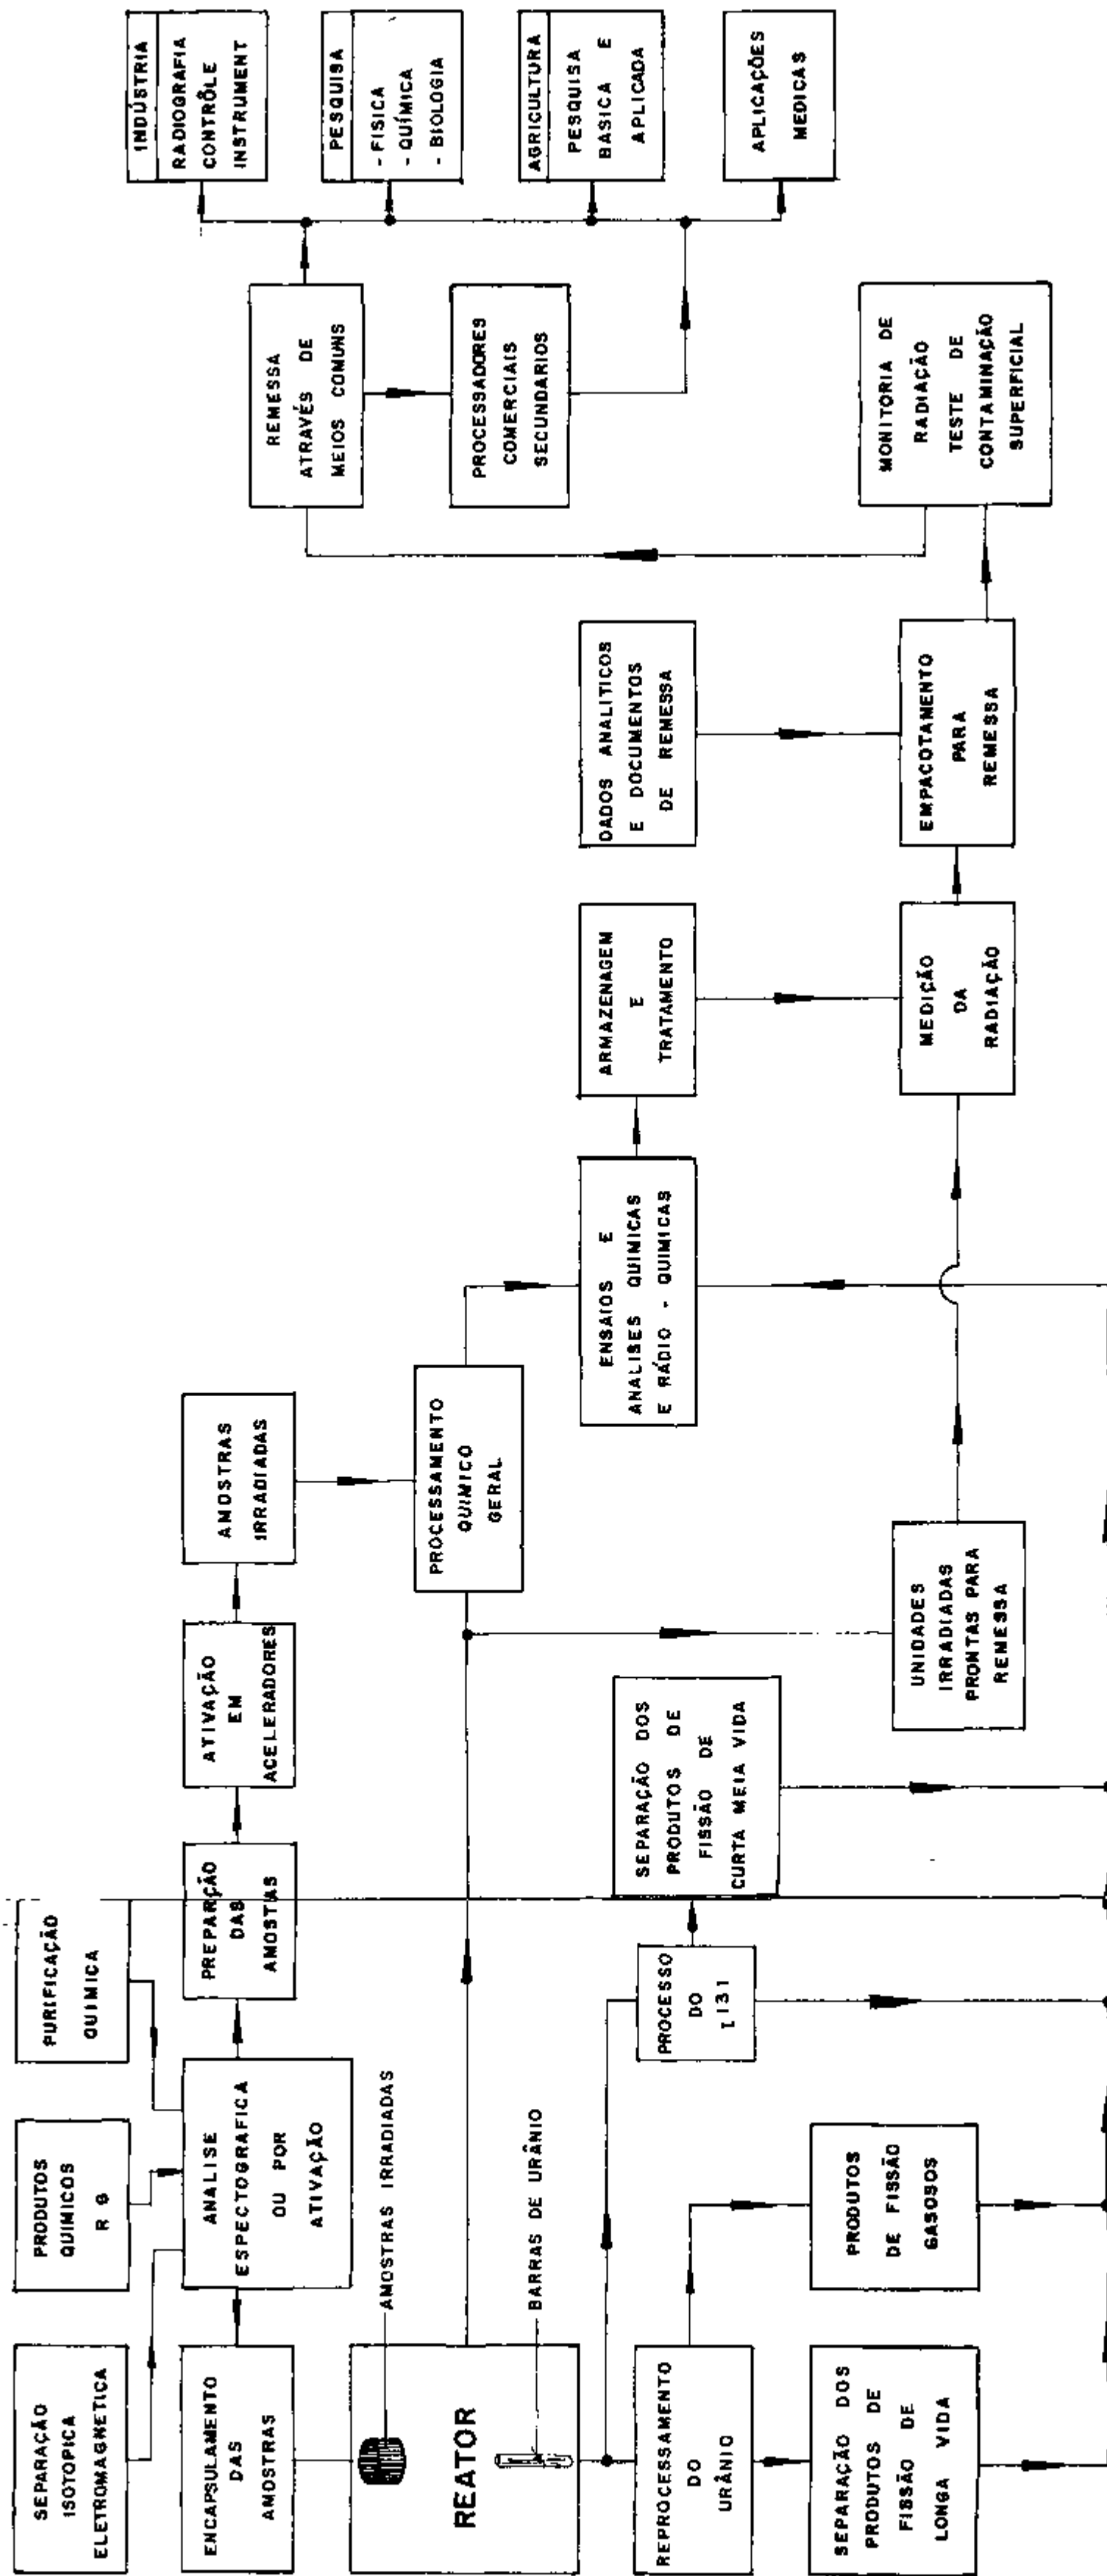 SEPARAÇÃO
ISOTOPICA
ELETROMAGNETICA
PRODUTOS
QUIMICOS
R G
PURIFICAÇÃO
QUIMICA
ENCAPSULAMENTO
DAS
AMOSTRAS
ANALISE
ESPECTOGRAFICA
OU POR
ATIVAÇÃO
PREPARÇÃO
DAS
AMOSTAS
ATIVAÇÃO
EM
ACELERADORES
AMOSTRAS
IRRADIADAS
REATOR
AMOSTRAS IRRADIADAS
BARRAS DE URÂNIO
PROCESSAMENTO
QUIMICO
GERAL
REPROCESSAMENTO
DO
URÂNIO
PROCESSO
DO
I 131
SEPARAÇÃO DOS
PRODUTOS DE
FISSÃO DE
CURTA MEIA VIDA
ENSAIOS E
ANALISES QUIMICAS
E RÁDIO - QUIMICAS
ARMAZENAGEM
E
TRATAMENTO
DADOS ANALITICOS
E DOCUMENTOS
DE REMESSA
SEPARAÇÃO DOS
PRODUTOS DE
FISSÃO DE
LONGA VIDA
PRODUTOS
DE FISSÃO
GASOSOS
UNIDADES
IRRADIADAS
PRONTAS PARA
REMESSA
MEDIÇÃO
DA
RADIAÇÃO
EMPACOTAMENTO
PARA
REMESSA
MONITORIA DE
RADIAÇÃO
TESTE DE
CONTAMINAÇÃO
SUPERFICIAL
REMESSA
ATRAVÉS DE
MEIOS COMUNS
PROCESSADORES
COMERCIAIS
SECUNDARIOS
INDÚSTRIA
RADIOGRAFIA
CONTRÔLE
INSTRUMENT
PESQUISA
- FISICA
- QUÍMICA
- BIOLOGIA
AGRICULTURA
PESQUISA
BASICA E
APLICADA
APLICAÇÕES
MEDICAS